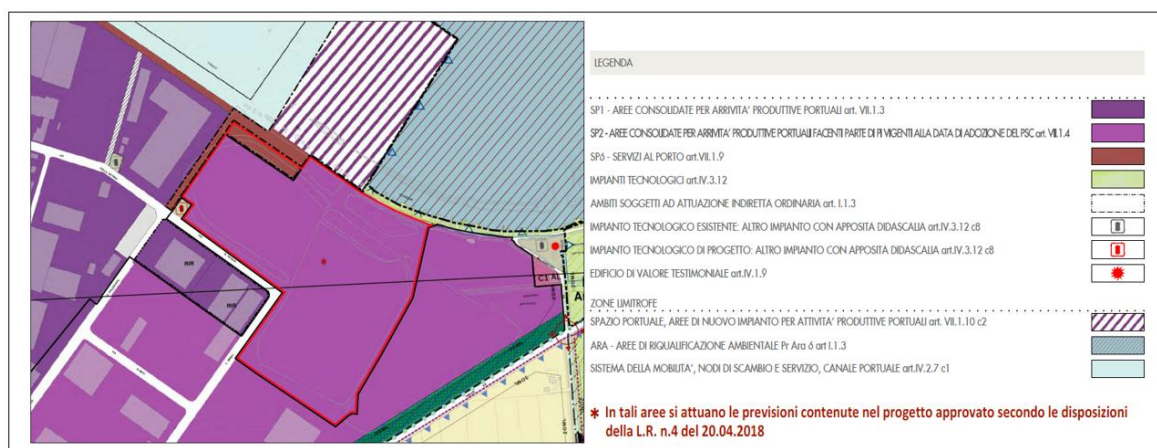 LEGENDA
SP1 - AREE CONSOLIDATE PER ARRIVITA' PRODUTTIVE PORTUALI art. VII.1.3
SP2 - AREE CONSOLIDATE PER ARRIVITA' PRODUTTIVE PORTUALI FACENTI PARTE DI PI VIGENTI ALLA DATA DI ADOZIONE DEL PSC art. VII.1.4
SP6 - SERVIZI AL PORTO art.VII.1.9
IMPIANTI TECNOLOGICI art.IV.3.12
AMBITI SOGGETTI AD ATTUAZIONE INDIRETTA ORDINARIA art. I.1.3
IMPIANTO TECNOLOGICO ESISTENTE: ALTRO IMPIANTO CON APPOSITA DIDASCALIA art.IV.3.12 c8
IMPIANTO TECNOLOGICO DI PROGETTO: ALTRO IMPIANTO CON APPOSITA DIDASCALIA art.IV.3.12 c8
EDIFICIO DI VALORE TESTIMONIALE art.IV.1.9
ZONE LIMITROFE
SPAZIO PORTUALE, AREE DI NUOVO IMPIANTO PER ATTIVITA' PRODUTTIVE PORTUALI art. VII.1.10 c2
ARA - AREE DI RIQUALIFICAZIONE AMBIENTALE Pr Ara 6 art I.1.3
SISTEMA DELLA MOBILITA', NODI DI SCAMBIO E SERVIZIO, CANALE PORTUALE art.IV.2.7 c1
* In tali aree si attuano le previsioni contenute nel progetto approvato secondo le disposizioni
della L.R. n.4 del 20.04.2018